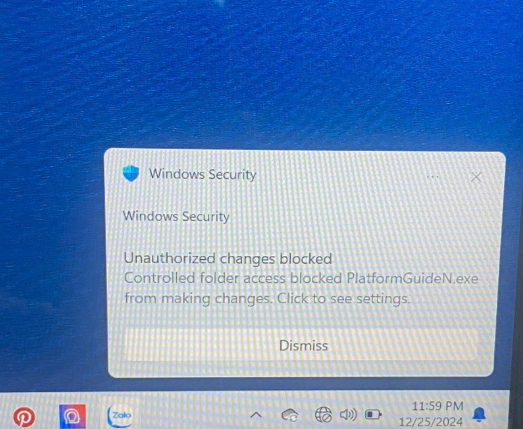 Windows Security
Windows Security
Unauthorized changes blocked
Controlled folder access blocked PlatformGuideN.exe
from making changes. Click to see settings.
Dismiss
Zalo
11:59 PM
12/25/2024